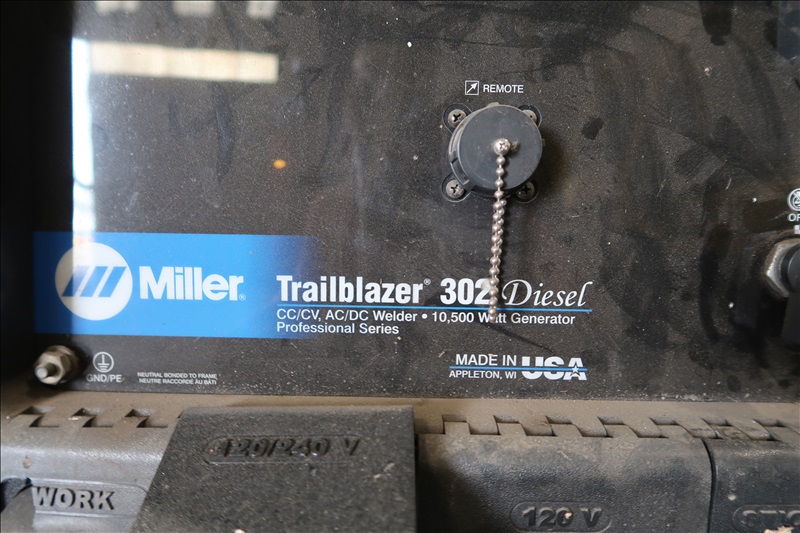 REMOTE
Miller®
Trailblazer® 302 Diesel
CC/CV, AC/DC Welder • 10,500 Watt Generator
Professional Series
MADE IN USA
APPLETON, WI
GND/PE
NEUTRAL BONDED TO FRAME
NEUTRE RACCORDÉ AU BÂTI
120/240 V
WORK
120 V